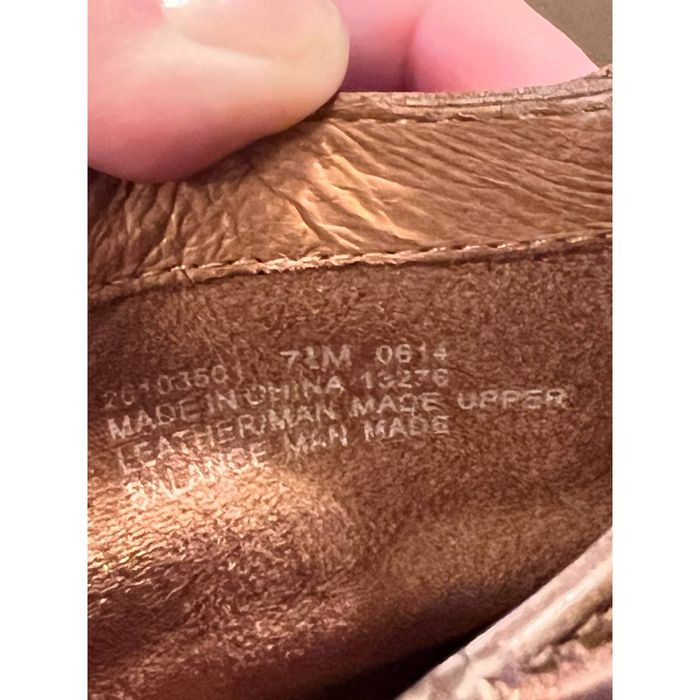 20103501 7½M 0614
MADE IN CHINA 13276
LEATHER/MAN MADE UPPER
BALANCE MAN MADE